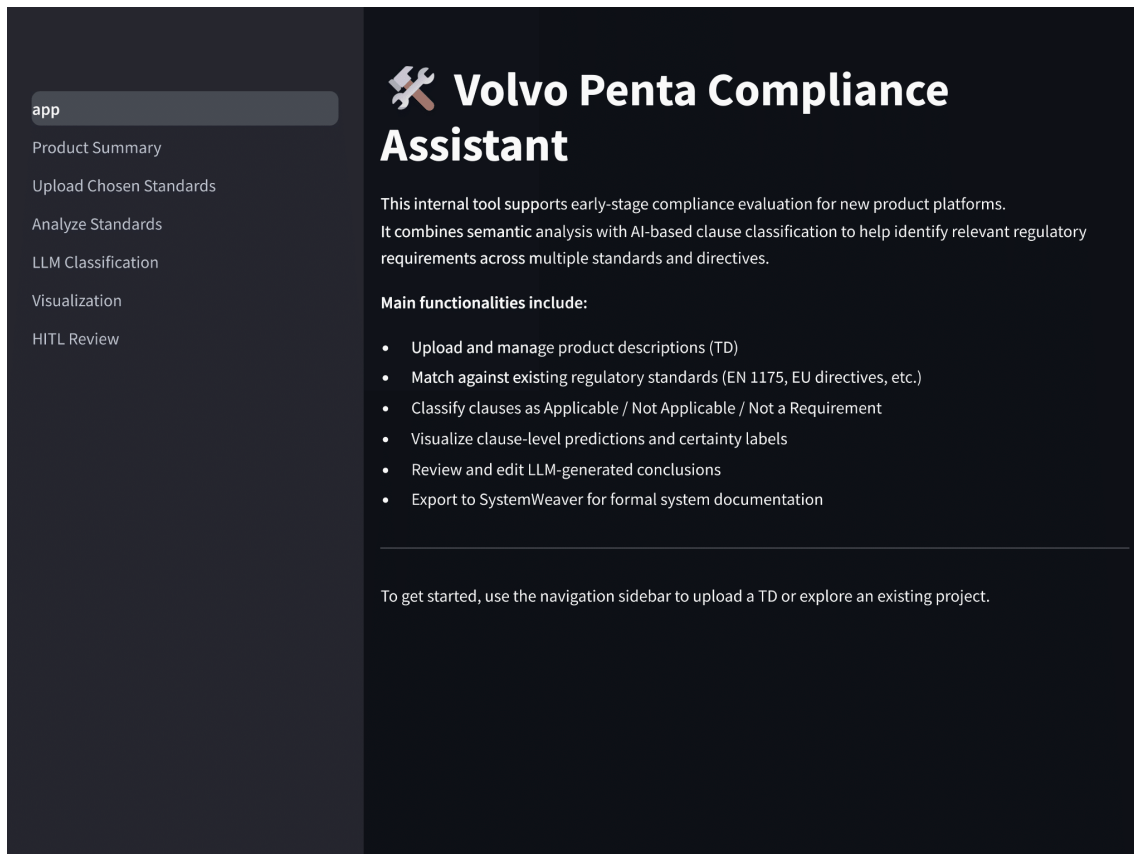 app
Product Summary
Upload Chosen Standards
Analyze Standards
LLM Classification
Visualization
HITL Review
🛠️ Volvo Penta Compliance
Assistant
This internal tool supports early-stage compliance evaluation for new product platforms.
It combines semantic analysis with AI-based clause classification to help identify relevant regulatory
requirements across multiple standards and directives.
Main functionalities include:
• Upload and manage product descriptions (TD)
• Match against existing regulatory standards (EN 1175, EU directives, etc.)
• Classify clauses as Applicable / Not Applicable / Not a Requirement
• Visualize clause-level predictions and certainty labels
• Review and edit LLM-generated conclusions
• Export to SystemWeaver for formal system documentation
To get started, use the navigation sidebar to upload a TD or explore an existing project.